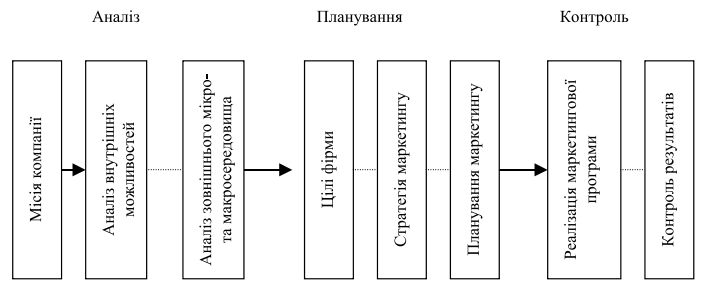 Аналіз
Планування
Контроль
Місія компанії
Аналіз внутрішніх
можливостей
Аналіз зовнішнього мікро-
та макросередовища
Цілі фірми
Стратегія маркетингу
Планування маркетингу
Реалізація маркетингової
програми
Контроль результатів